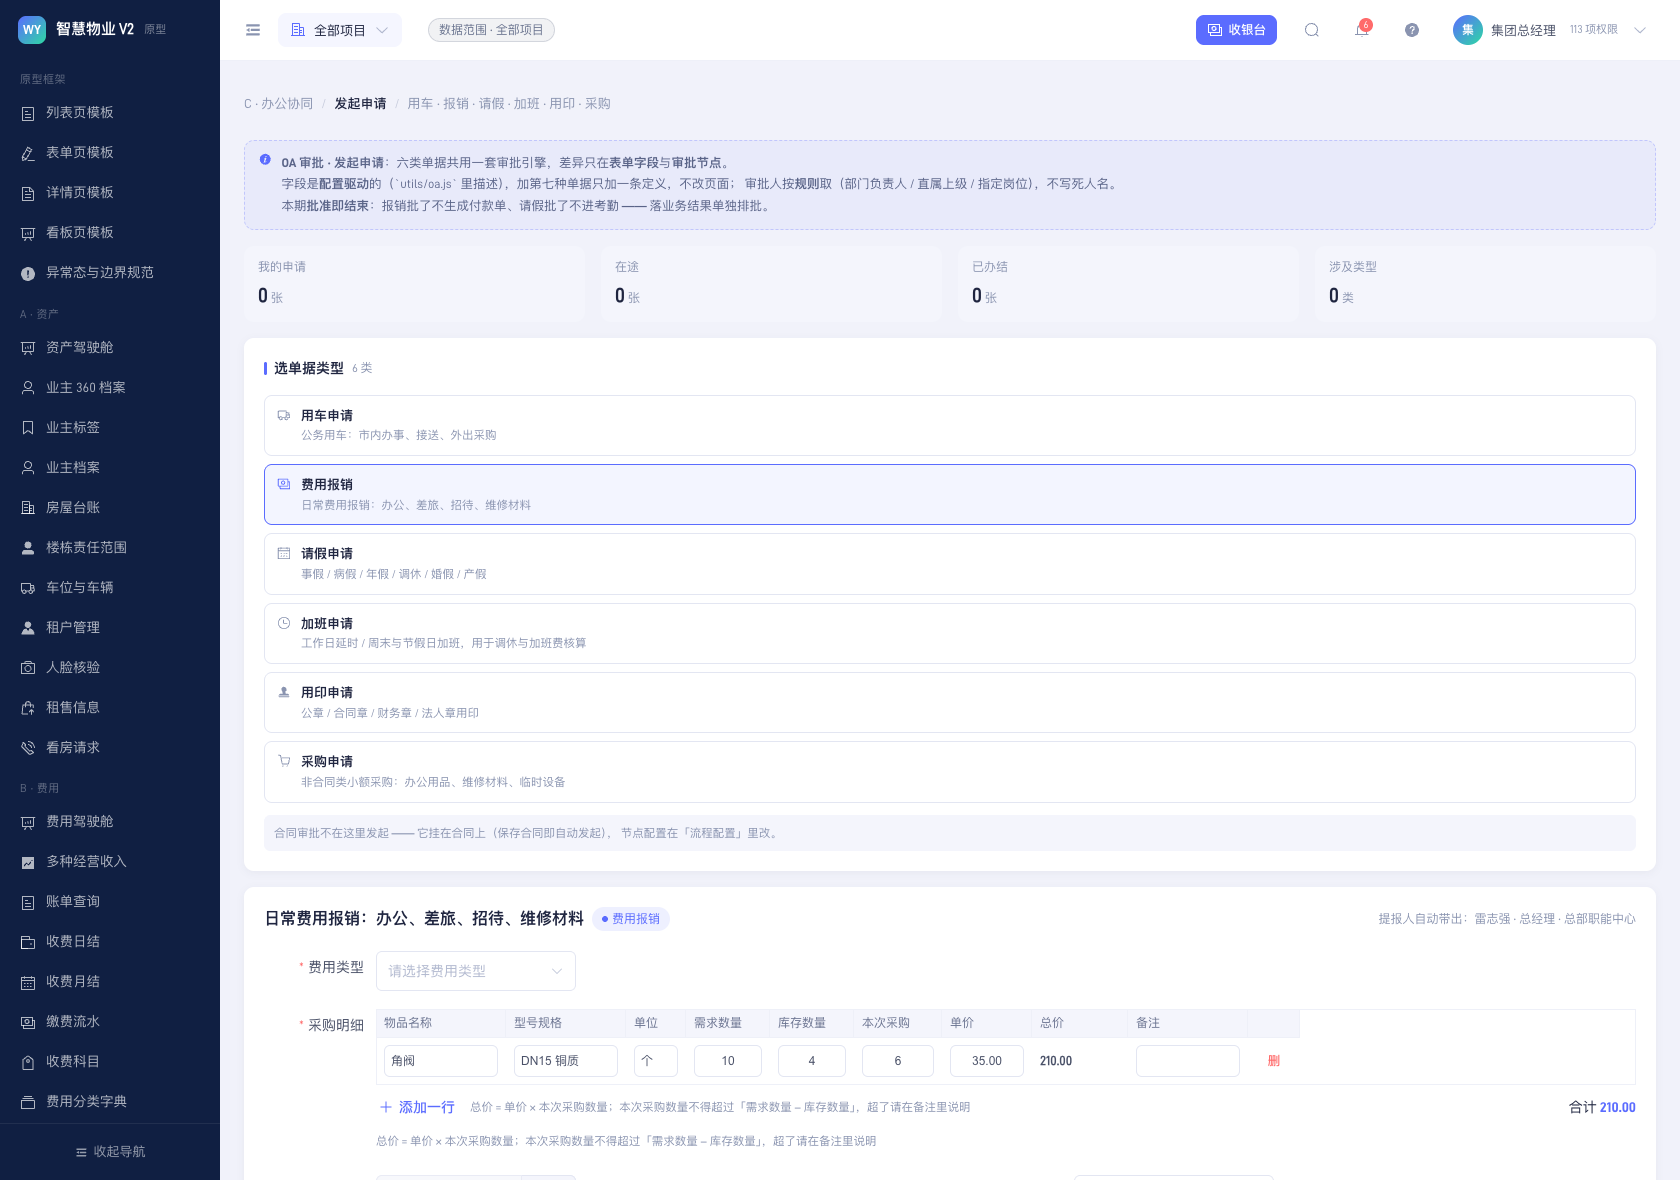 WY 智慧物业 V2 原型
原型框架
列表页模板
表单页模板
详情页模板
看板页模板
异常态与边界规范
A · 资产
资产驾驶舱
业主 360 档案
业主标签
业主档案
房屋台账
楼栋责任范围
车位与车辆
租户管理
人脸核验
租售信息
看房请求
B · 费用
费用驾驶舱
多种经营收入
账单查询
收费日结
收费月结
缴费流水
收费科目
费用分类字典
收起导航
全部项目
数据范围 · 全部项目
收银台
6
集 集团总经理 113 项权限
C · 办公协同 / 发起申请 / 用车 · 报销 · 请假 · 加班 · 用印 · 采购
OA 审批 · 发起申请：六类单据共用一套审批引擎，差异只在表单字段与审批节点。
字段是配置驱动的（`utils/oa.js` 里描述），加第七种单据只加一条定义，不改页面； 审批人按规则取（部门负责人 / 直属上级 / 指定岗位），不写死人名。
本期批准即结束：报销批了不生成付款单、请假批了不进考勤 —— 落业务结果单独排批。
我的申请
0 张
在途
0 张
已办结
0 张
涉及类型
0 类
选单据类型 6 类
用车申请
公务用车：市内办事、接送、外出采购
费用报销
日常费用报销：办公、差旅、招待、维修材料
请假申请
事假 / 病假 / 年假 / 调休 / 婚假 / 产假
加班申请
工作日延时 / 周末与节假日加班，用于调休与加班费核算
用印申请
公章 / 合同章 / 财务章 / 法人章用印
采购申请
非合同类小额采购：办公用品、维修材料、临时设备
合同审批不在这里发起 —— 它挂在合同上（保存合同即自动发起）， 节点配置在「流程配置」里改。
日常费用报销：办公、差旅、招待、维修材料 费用报销
提报人自动带出：雷志强 · 总经理 · 总部职能中心
* 费用类型 请选择费用类型
* 采购明细
物品名称 型号规格 单位 需求数量 库存数量 本次采购 单价 总价 备注
角阀 DN15 铜质 个 10 4 6 35.00 210.00 删
添加一行 总价 = 单价 × 本次采购数量；本次采购数量不得超过「需求数量 − 库存数量」，超了请在备注里说明 合计 210.00
总价 = 单价 × 本次采购数量；本次采购数量不得超过「需求数量 − 库存数量」，超了请在备注里说明